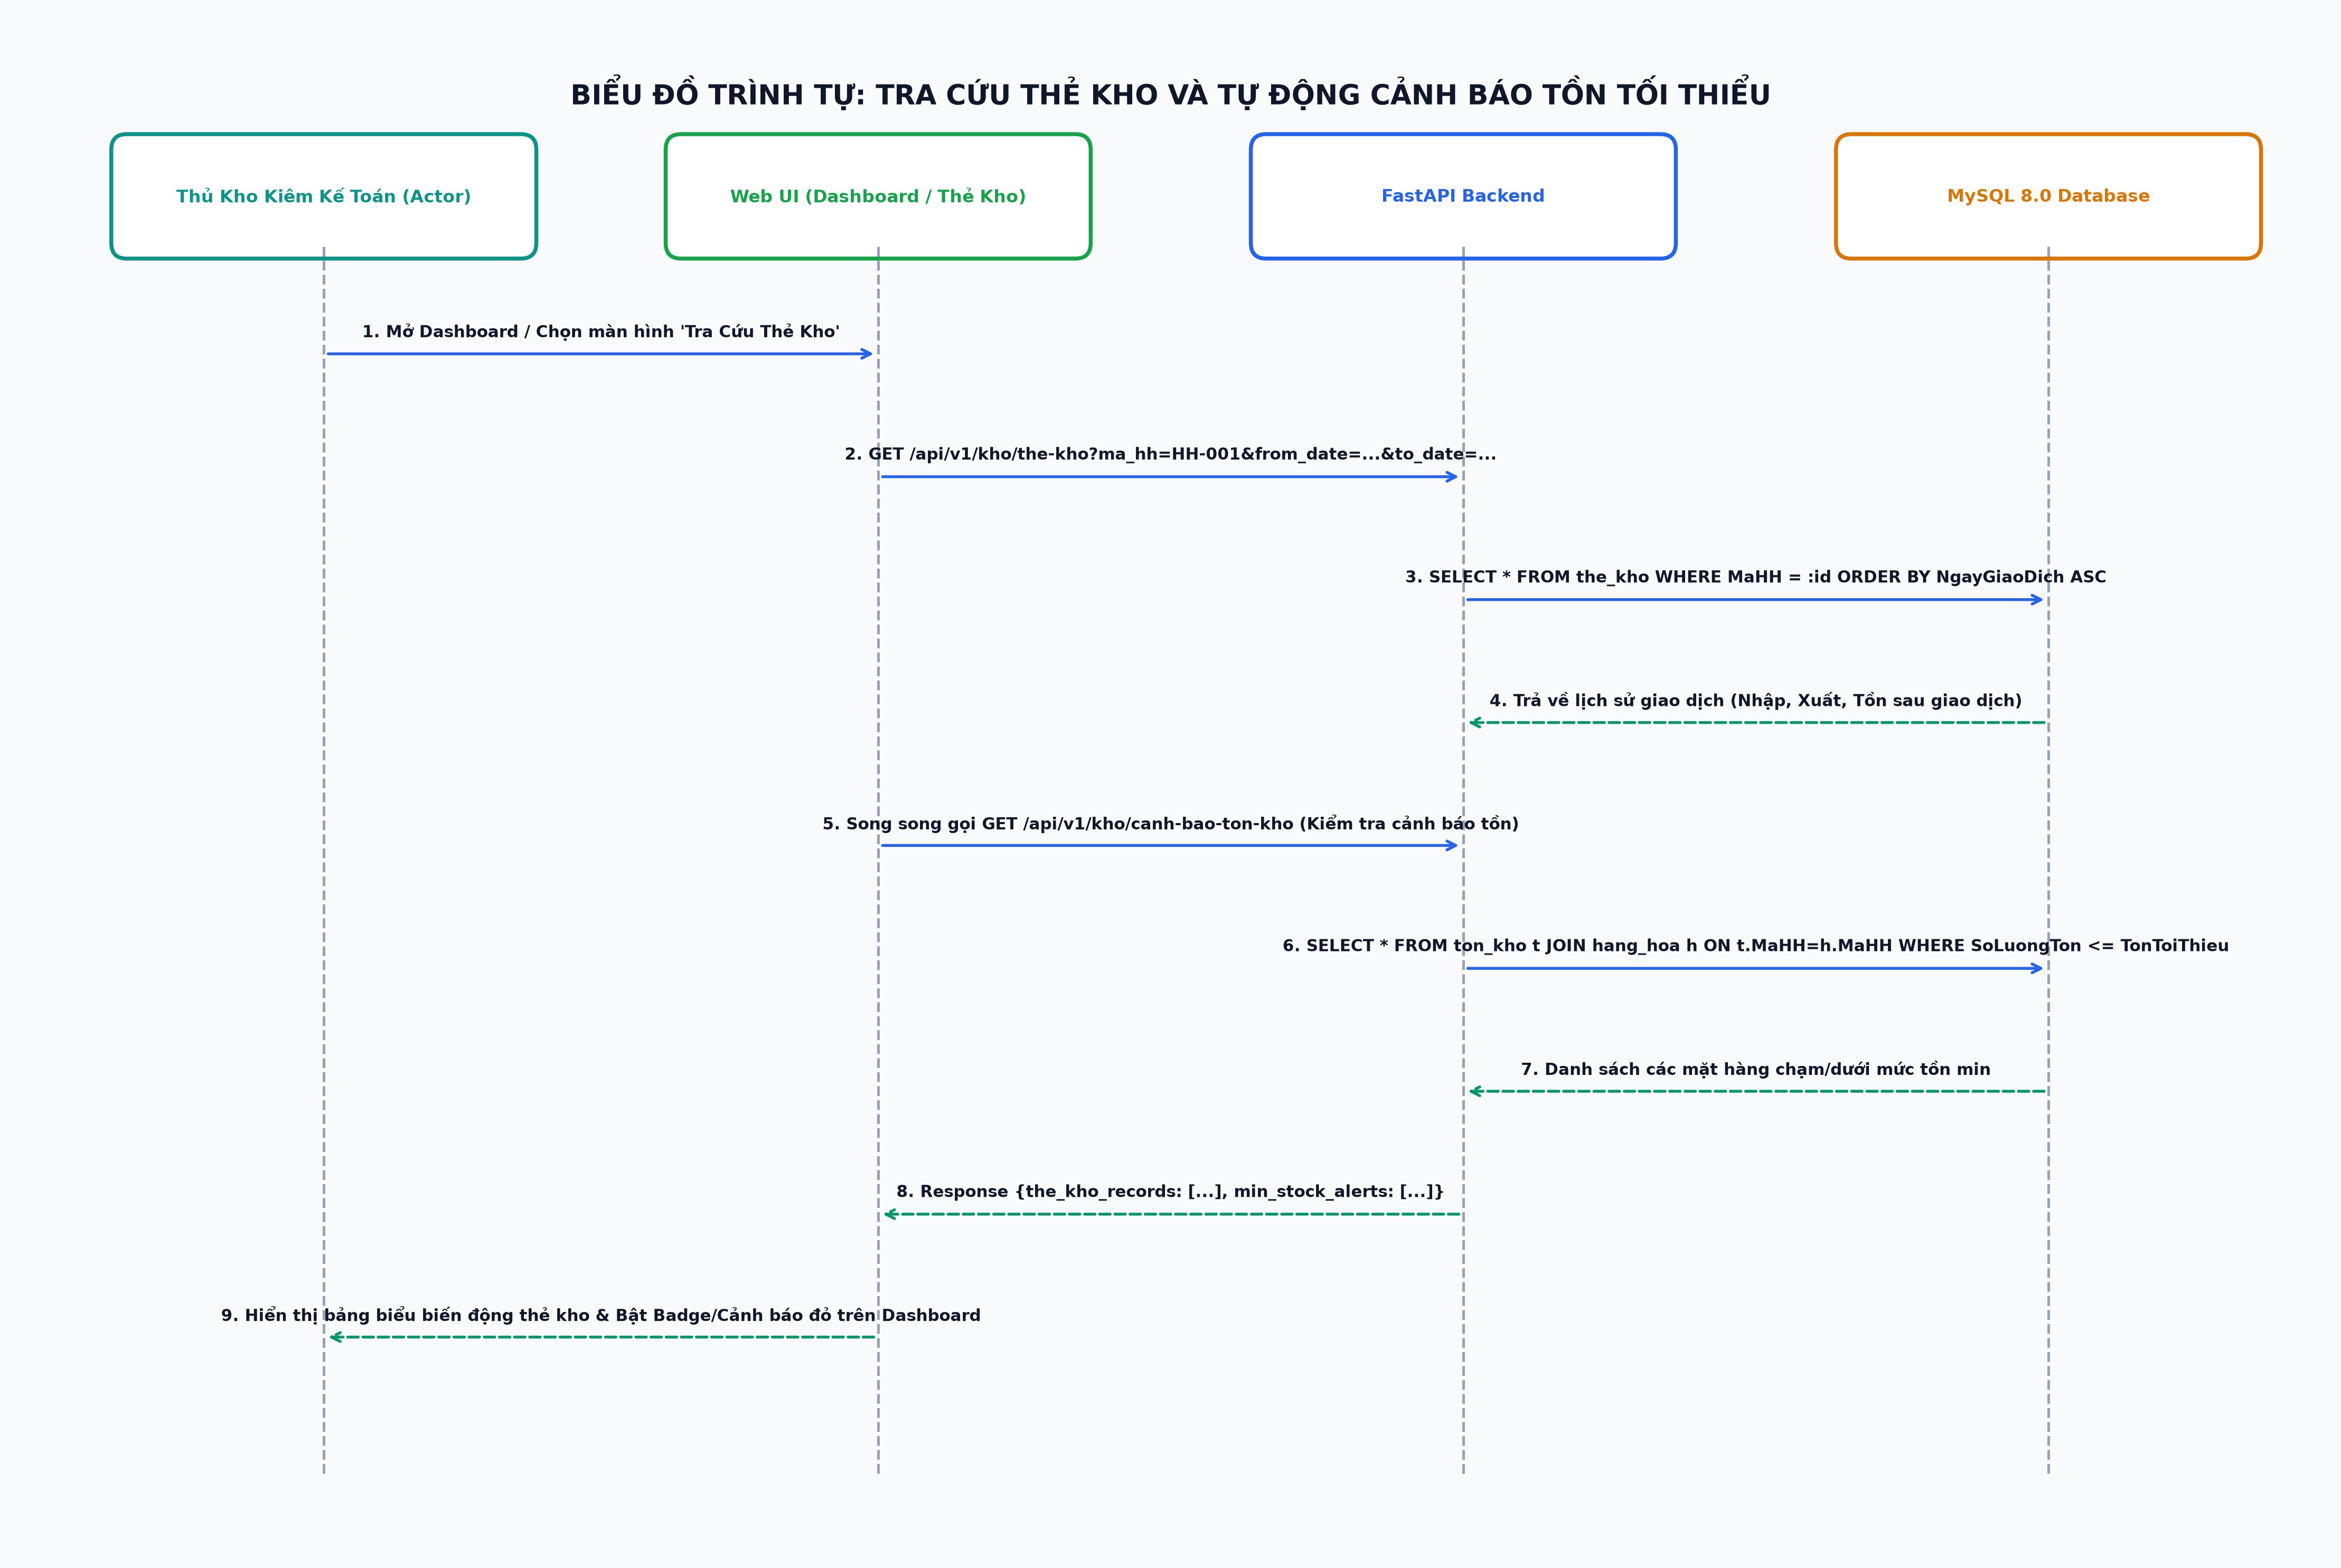 BIỂU ĐỒ TRÌNH TỰ: TRA CỨU THẺ KHO VÀ TỰ ĐỘNG CẢNH BÁO TỒN TỐI THIỂU
Thủ Kho Kiêm Kế Toán (Actor)
Web UI (Dashboard / Thẻ Kho)
FastAPI Backend
MySQL 8.0 Database
1. Mở Dashboard / Chọn màn hình 'Tra Cứu Thẻ Kho'
2. GET /api/v1/kho/the-kho?ma_hh=HH-001&from_date=...&to_date=...
3. SELECT * FROM the_kho WHERE MaHH = :id ORDER BY NgayGiaoDich ASC
4. Trả về lịch sử giao dịch (Nhập, Xuất, Tồn sau giao dịch)
5. Song song gọi GET /api/v1/kho/canh-bao-ton-kho (Kiểm tra cảnh báo tồn)
6. SELECT * FROM ton_kho t JOIN hang_hoa h ON t.MaHH=h.MaHH WHERE SoLuongTon <= TonToiThieu
7. Danh sách các mặt hàng chạm/dưới mức tồn min
8. Response {the_kho_records: [...], min_stock_alerts: [...]}
9. Hiển thị bảng biểu biến động thẻ kho & Bật Badge/Cảnh báo đỏ trên Dashboard